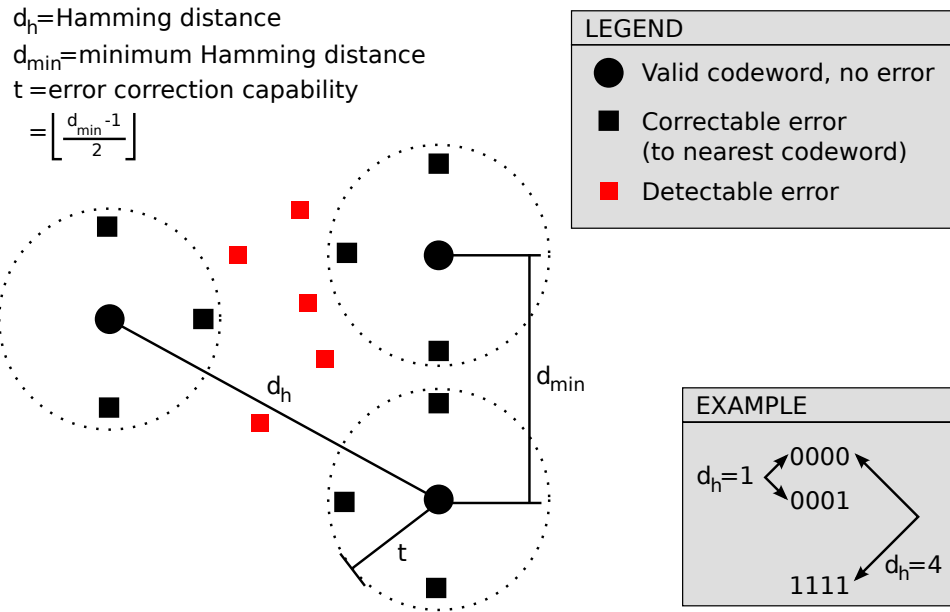 dh=Hamming distance
dmin=minimum Hamming distance
t =error correction capability
=⌊(dmin -1)/2⌋
LEGEND
Valid codeword, no error
Correctable error
(to nearest codeword)
Detectable error
dh
dmin
t
EXAMPLE
0000
dh=1
0001
dh=4
1111